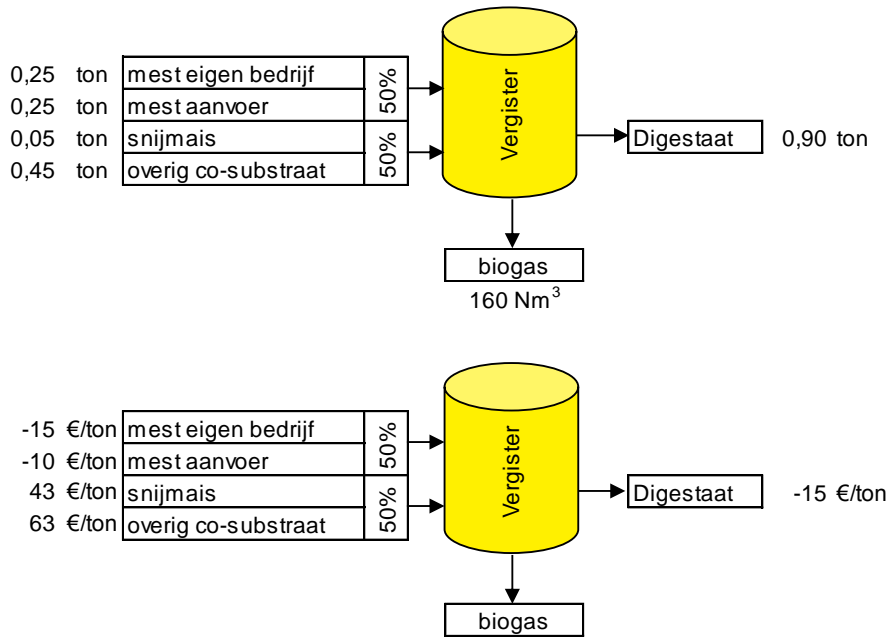 0,25 ton mest eigen bedrijf
0,25 ton mest aanvoer
50%
0,05 ton snijmais
0,45 ton overig co-substraat
50%
Vergister
Digestaat 0,90 ton
biogas
160 Nm³
-15 €/ton mest eigen bedrijf
-10 €/ton mest aanvoer
50%
43 €/ton snijmais
63 €/ton overig co-substraat
50%
Vergister
Digestaat -15 €/ton
biogas